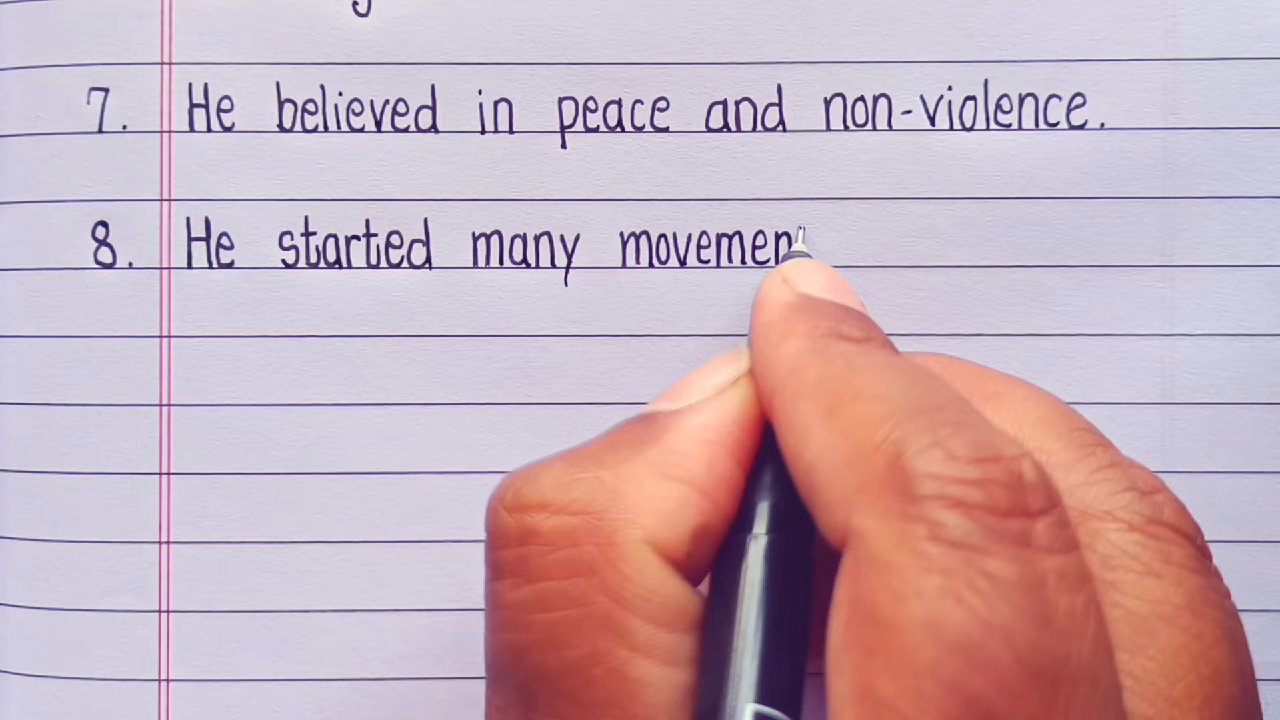 7. He believed in peace and non-violence.
8. He started many movemen